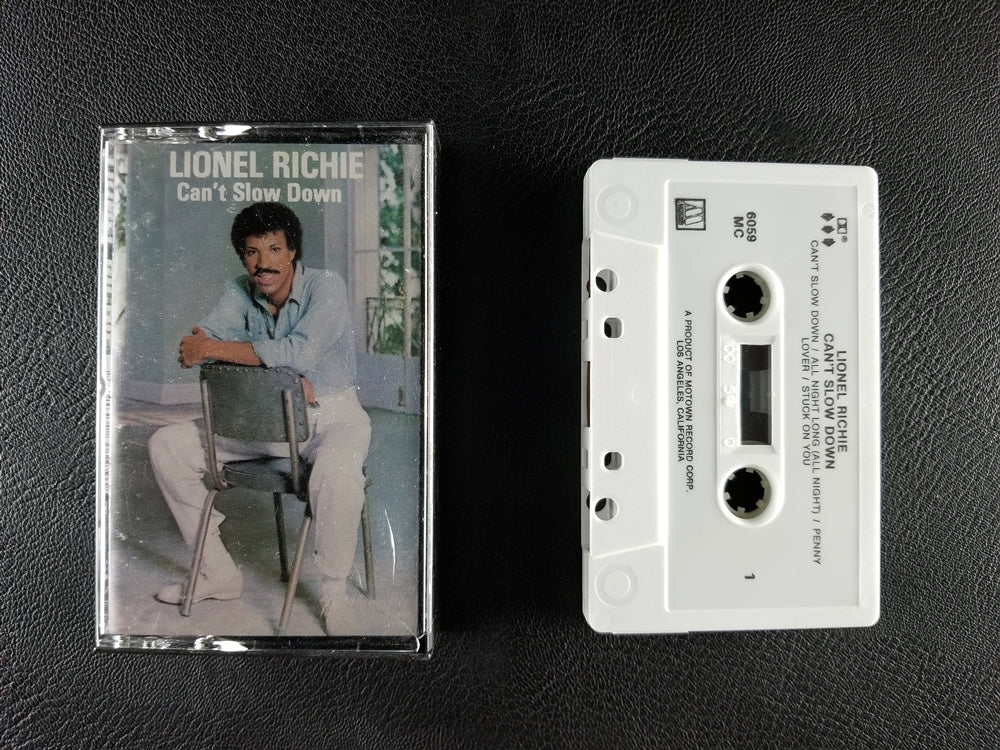 LIONEL RICHIE
Can't Slow Down
6059
MC
LIONEL RICHIE
CAN'T SLOW DOWN
CAN'T SLOW DOWN / ALL NIGHT LONG (ALL NIGHT) / PENNY
LOVER / STUCK ON YOU
A PRODUCT OF MOTOWN RECORD CORP.
LOS ANGELES, CALIFORNIA
1